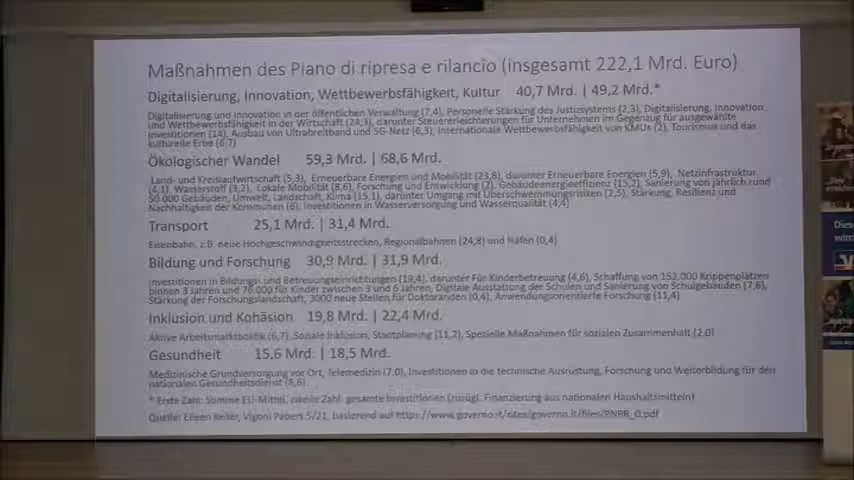 Maßnahmen des Piano di ripresa e rilancio (insgesamt 222,1 Mrd. Euro)
Digitalisierung, Innovation, Wettbewerbsfähigkeit, Kultur 40,7 Mrd. | 49,2 Mrd.*
Digitalisierung und Innovation in der öffentlichen Verwaltung (7,4), Personelle Stärkung des Justizsystems (2,3), Digitalisierung, Innovation
und Wettbewerbsfähigkeit in der Wirtschaft (24,3), darunter Steuererleichterungen für Unternehmen im Gegenzug für ausgewählte
Investitionen (14), Ausbau von Ultrabreitband und 5G-Netz (6,3), Internationale Wettbewerbsfähigkeit von KMUs (2), Tourismus und das
kulturelle Erbe (6,7)
Ökologischer Wandel 59,3 Mrd. | 68,6 Mrd.
Land- und Kreislaufwirtschaft (5,3), Erneuerbare Energien und Mobilität (23,8), darunter Erneuerbare Energien (5,9), Netzinfrastruktur
(4,1), Wasserstoff (3,2), Lokale Mobilität (8,6), Forschung und Entwicklung (2), Gebäudeenergieeffizienz (15,2), Sanierung von jährlich rund
50.000 Gebäuden, Umwelt, Landschaft, Klima (15,1), darunter Umgang mit Überschwemmungsrisiken (2,5), Stärkung, Resilienz und
Nachhaltigkeit der Kommunen (6), Investitionen in Wasserversorgung und Wasserqualität (4,4)
Transport 25,1 Mrd. | 31,4 Mrd.
Eisenbahn, z.B. neue Hochgeschwindigkeitsstrecken, Regionalbahnen (24,8) und Häfen (0,4)
Bildung und Forschung 30,9 Mrd. | 31,9 Mrd.
Investitionen in Bildungs- und Betreuungseinrichtungen (19,4), darunter Für Kinderbetreuung (4,6), Schaffung von 152.000 Krippenplätzen
binnen 3 Jahren und 76.000 für Kinder zwischen 3 und 6 Jahren, Digitale Ausstattung der Schulen und Sanierung von Schulgebäuden (7,6),
Stärkung der Forschungslandschaft, 3000 neue Stellen für Doktoranden (0,4), Anwendungsorientierte Forschung (11,4)
Inklusion und Kohäsion 19,8 Mrd. | 22,4 Mrd.
Aktive Arbeitsmarktpolitik (6,7), Soziale Inklusion, Stadtplanung (11,2), Spezielle Maßnahmen für sozialen Zusammenhalt (2,0)
Gesundheit 15,6 Mrd. | 18,5 Mrd.
Medizinische Grundversorgung vor Ort, Telemedizin (7,0), Investitionen in die technische Ausrüstung, Forschung und Weiterbildung für den
nationalen Gesundheitsdienst (8,6)
* Erste Zahl: Summe EU-Mittel, zweite Zahl: gesamte Investitionen (zuzügl. Finanzierung aus nationalen Haushaltsmitteln)
Quelle: Eileen Keller, Vigoni Papers 5/21, basierend auf https://www.governo.it/sites/governo.it/files/PNRR_0.pdf